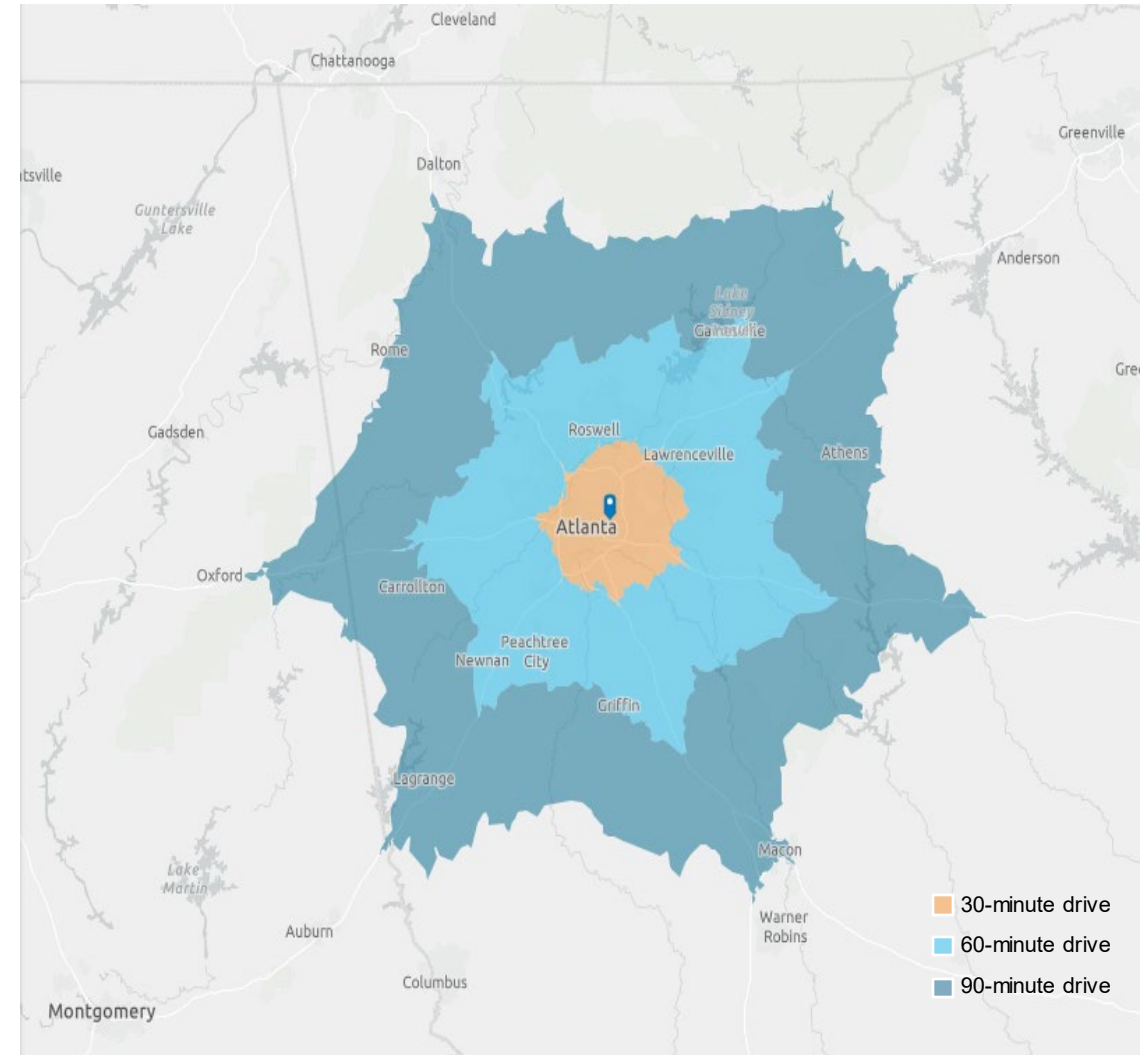 Cleveland
Chattanooga
Greenville
Dalton
tsville
Guntersville
Lake
Anderson
Lake
Sidney
Gainesville
Rome
Gre
Gadsden
Roswell
Lawrenceville
Athens
Atlanta
Oxford
Carrollton
Peachtree
City
Newnan
Griffin
Lagrange
Macon
Lake
Martin
30-minute drive
Warner
Robins
Auburn
60-minute drive
Columbus
90-minute drive
Montgomery